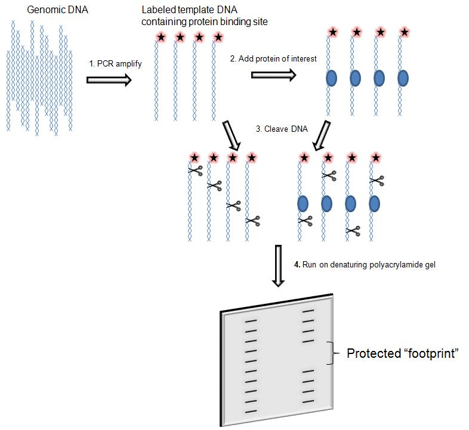 Genomic DNA
Labeled template DNA
containing protein binding site
1. PCR amplify
2. Add protein of interest
3. Cleave DNA
4. Run on denaturing polyacrylamide gel
Protected “footprint”